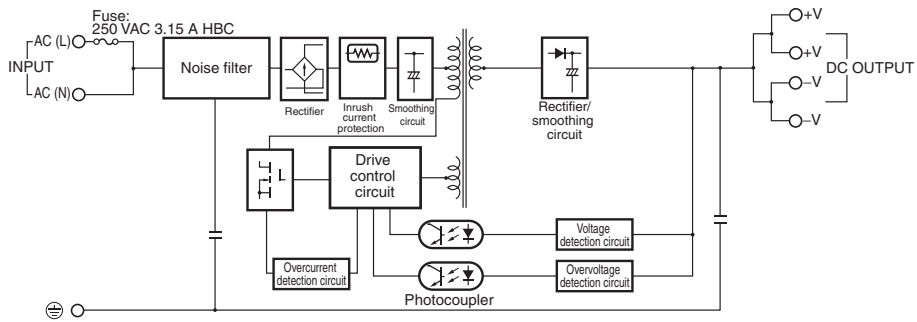 Fuse:
250 VAC 3.15 A HBC
AC (L)
INPUT
AC (N)
Noise filter
Rectifier
Inrush
current
protection
Smoothing
circuit
Rectifier/
smoothing
circuit
+V
+V
DC OUTPUT
−V
−V
Drive
control
circuit
Overcurrent
detection circuit
Voltage
detection circuit
Overvoltage
detection circuit
Photocoupler